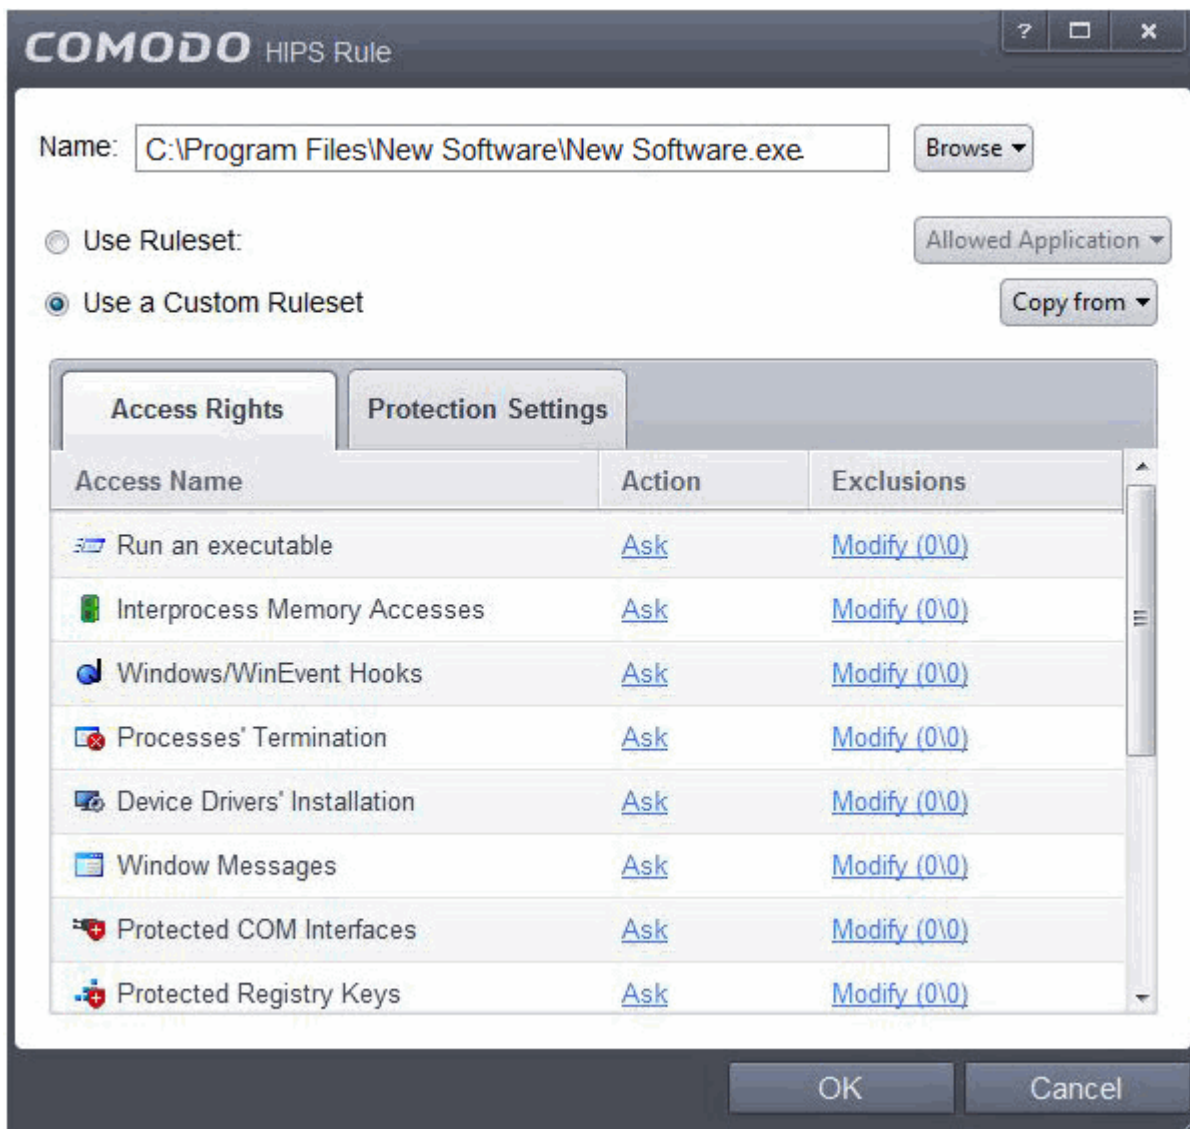 COMODO HIPS Rule
?
Name: C:\Program Files\New Software\New Software.exe Browse
Use Ruleset: Allowed Application
Use a Custom Ruleset Copy from
Access Rights Protection Settings
Access Name Action Exclusions
Run an executable Ask Modify (0\0)
Interprocess Memory Accesses Ask Modify (0\0)
Windows/WinEvent Hooks Ask Modify (0\0)
Processes' Termination Ask Modify (0\0)
Device Drivers' Installation Ask Modify (0\0)
Window Messages Ask Modify (0\0)
Protected COM Interfaces Ask Modify (0\0)
Protected Registry Keys Ask Modify (0\0)
OK Cancel